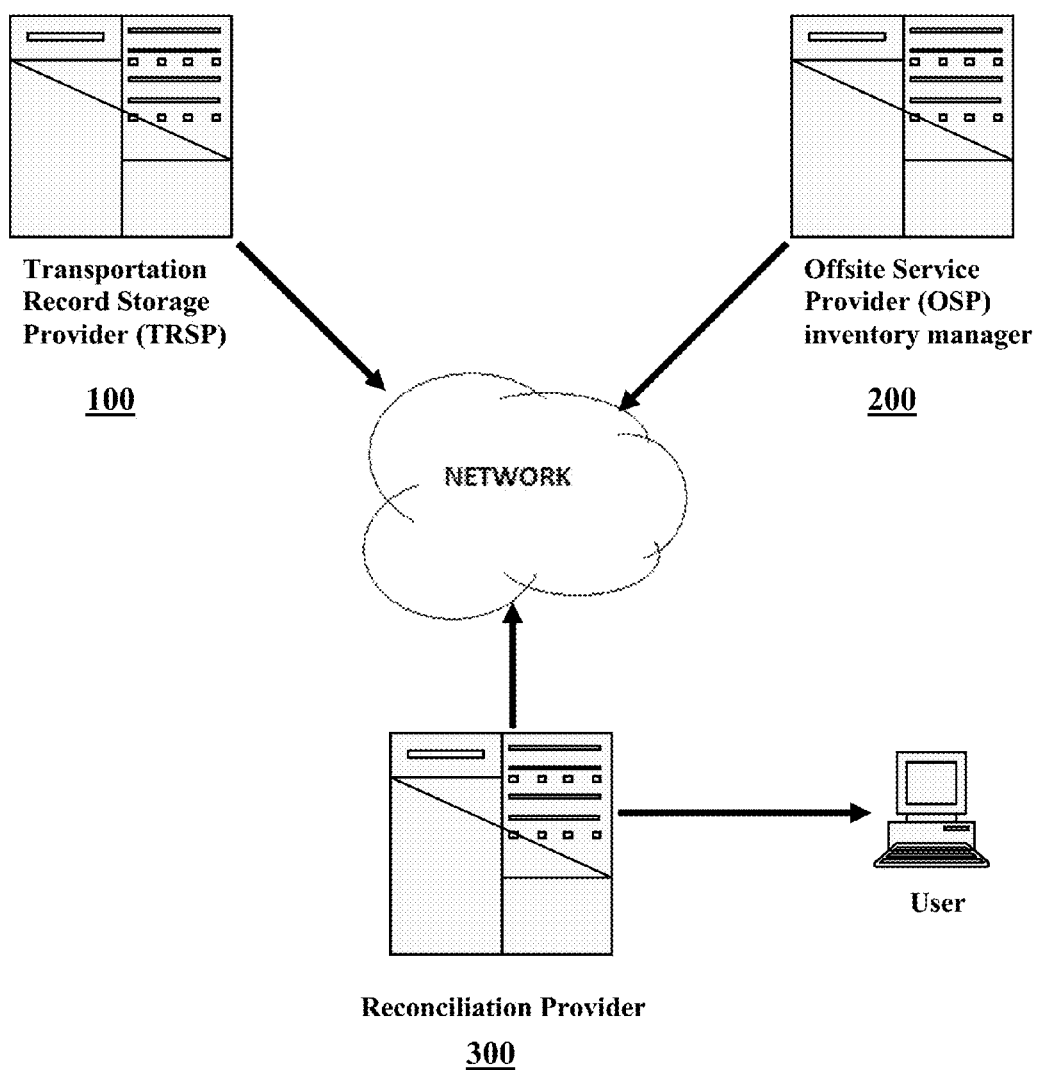 Transportation
Record Storage
Provider (TRSP)
100
Offsite Service
Provider (OSP)
inventory manager
200
NETWORK
User
Reconciliation Provider
300